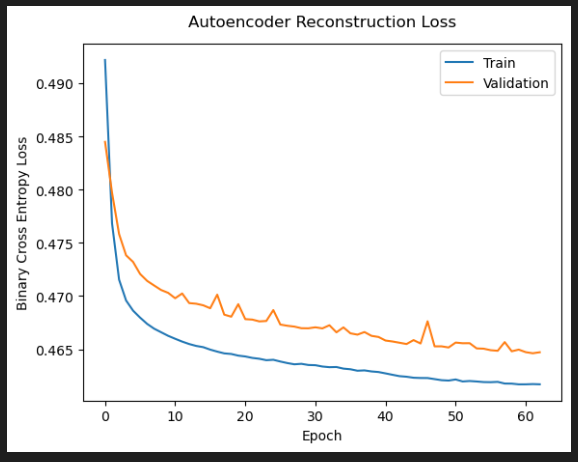 Autoencoder Reconstruction Loss
Train
Validation
Binary Cross Entropy Loss
0.490
0.485
0.480
0.475
0.470
0.465
0 10 20 30 40 50 60
Epoch